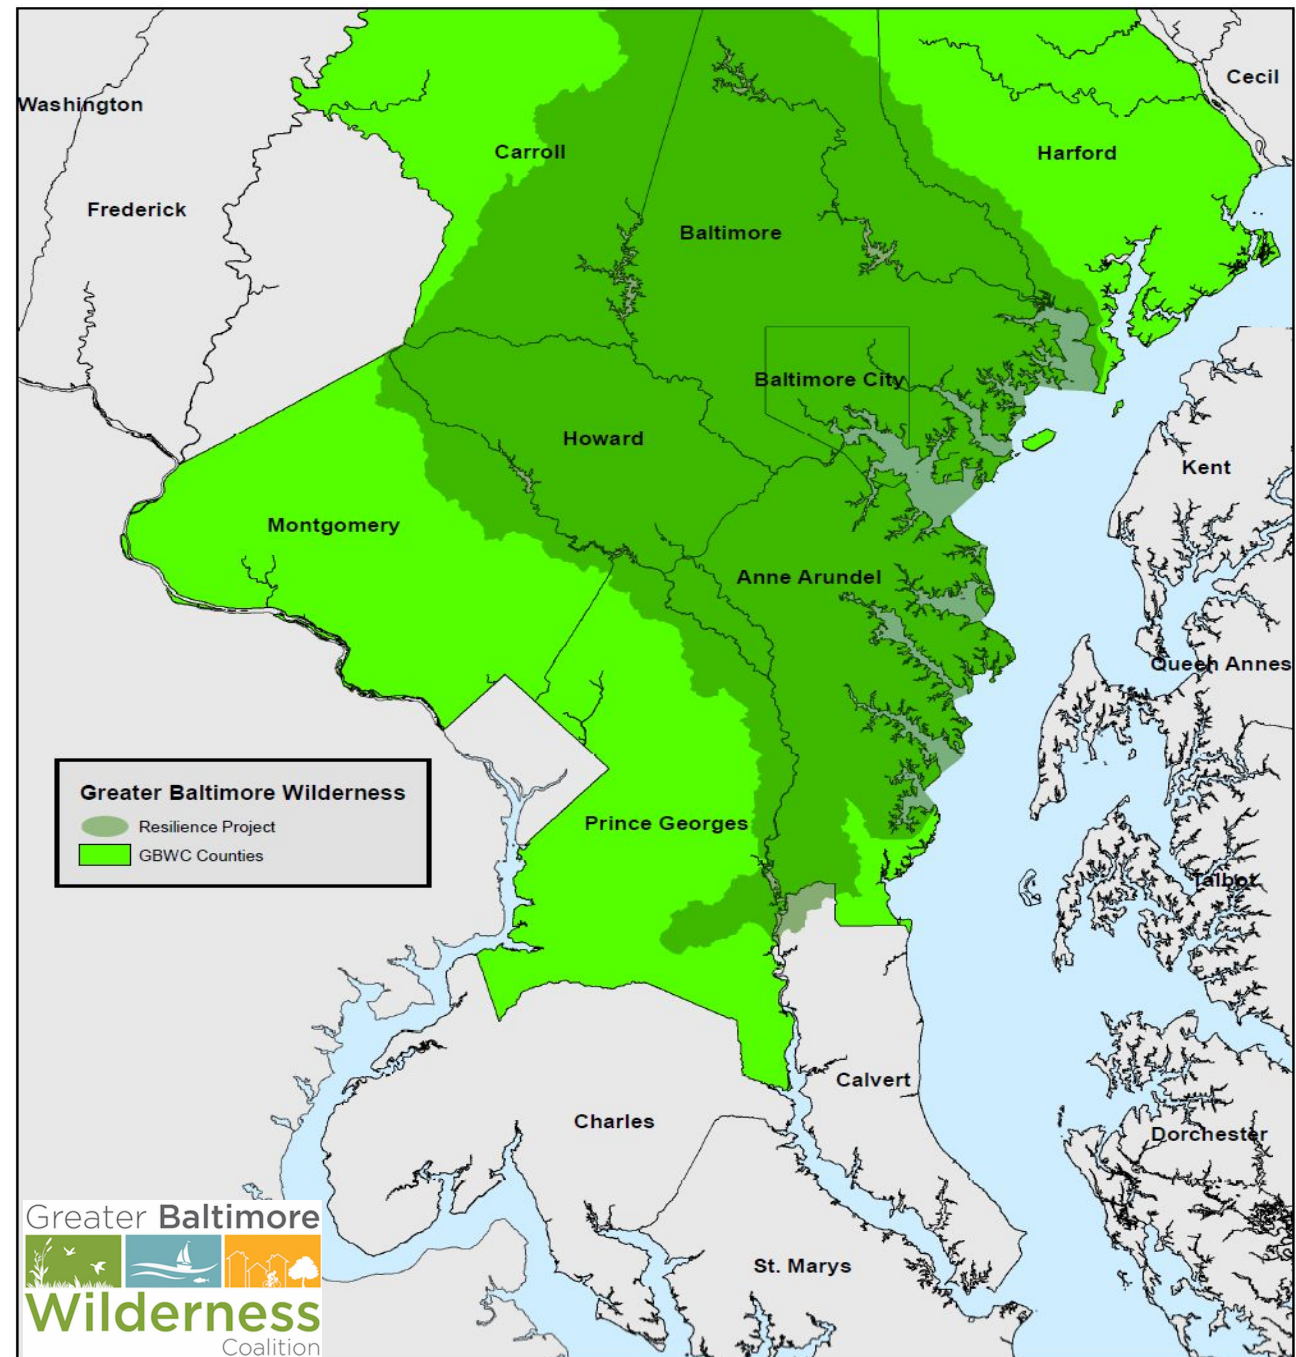 Cecil
Washington
Carroll
Harford
Frederick
Baltimore
Baltimore City
Howard
Kent
Montgomery
Anne Arundel
Queen Annes
Greater Baltimore Wilderness
Resilience Project
GBWC Counties
Prince Georges
Talbot
Calvert
Charles
Dorchester
St. Marys
Greater Baltimore
Wilderness
Coalition